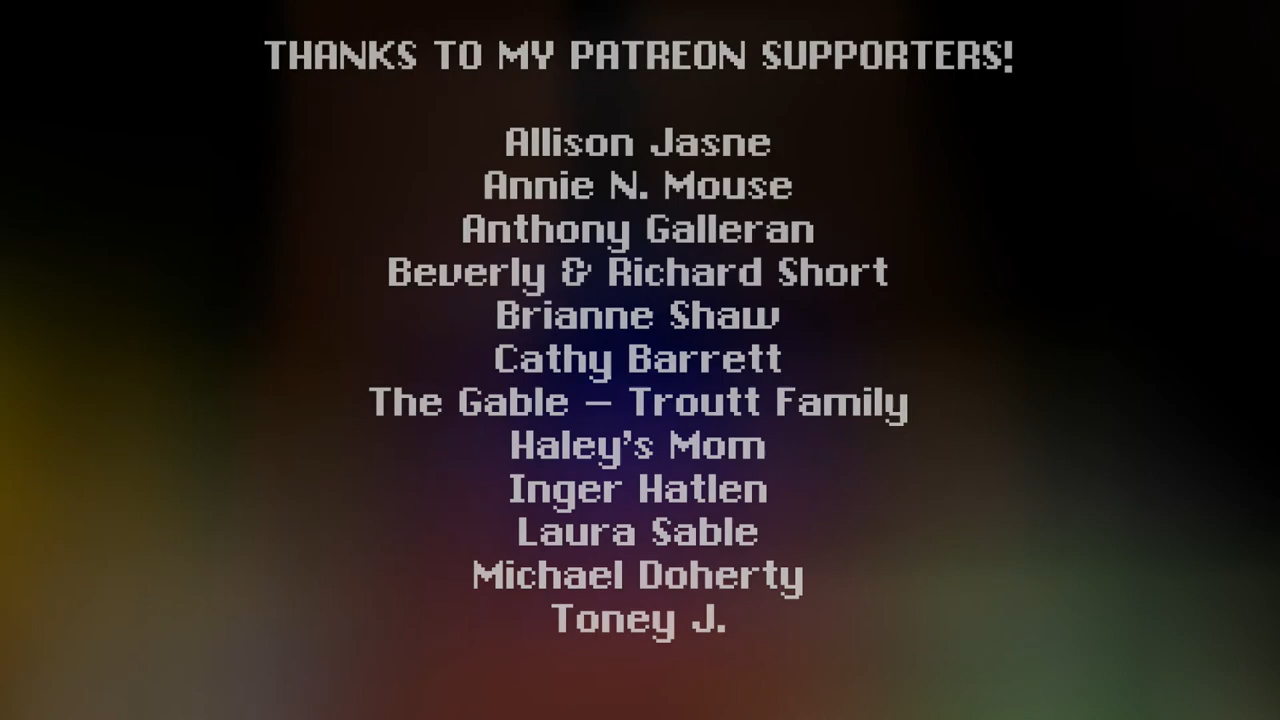 THANKS TO MY PATREON SUPPORTERS!
Allison Jasne
Annie N. Mouse
Anthony Galleran
Beverly & Richard Short
Brianne Shaw
Cathy Barrett
The Gable – Troutt Family
Haley's Mom
Inger Hatlen
Laura Sable
Michael Doherty
Toney J.